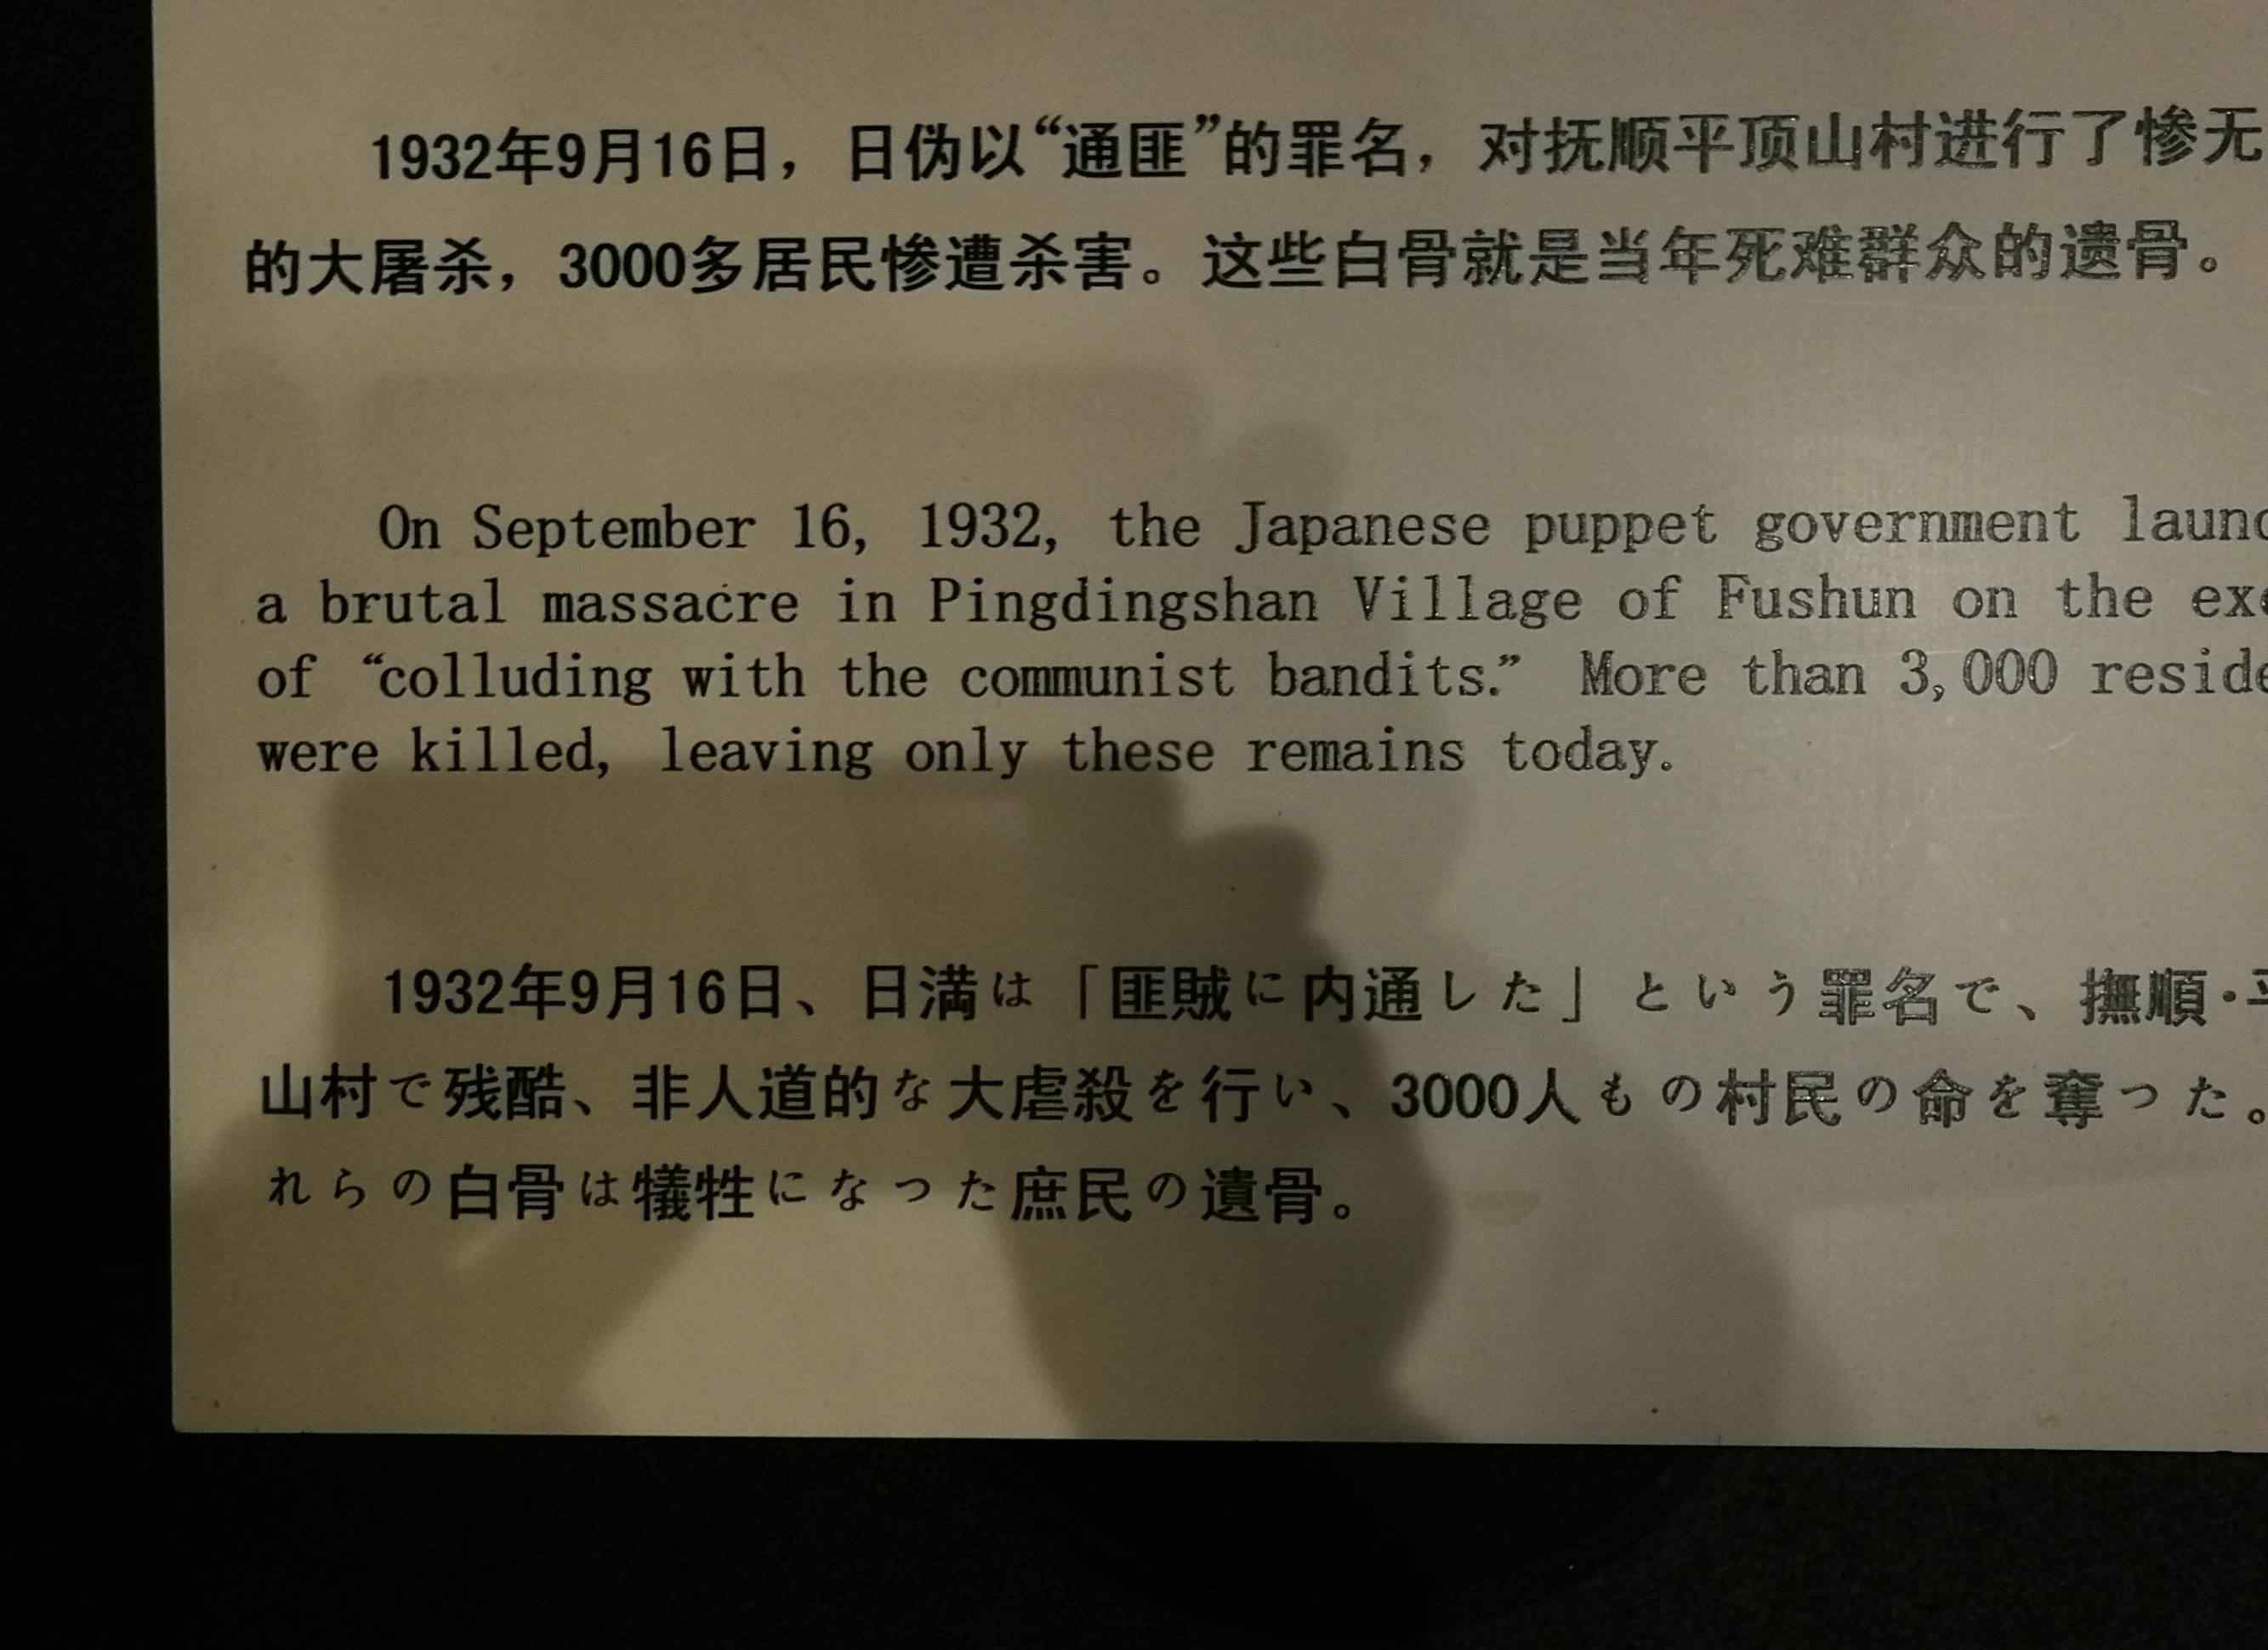 1932年9月16日，日伪以“通匪”的罪名，对抚顺平顶山村进行了惨无
的大屠杀，3000多居民惨遭杀害。这些白骨就是当年死难群众的遗骨。
On September 16, 1932, the Japanese puppet government
a brutal massacre in Pingdingshan Village of Fushun on the
of “colluding with the communist bandits.” More than 3,000
were killed, leaving only these remains today.
1932年9月16日、日満は「匪賊に内通した」という罪名で、撫順・
山村で残酷、非人道的な大虐殺を行い、3000人もの村民の命を奪った。
れらの白骨は犠牲になった庶民の遺骨。